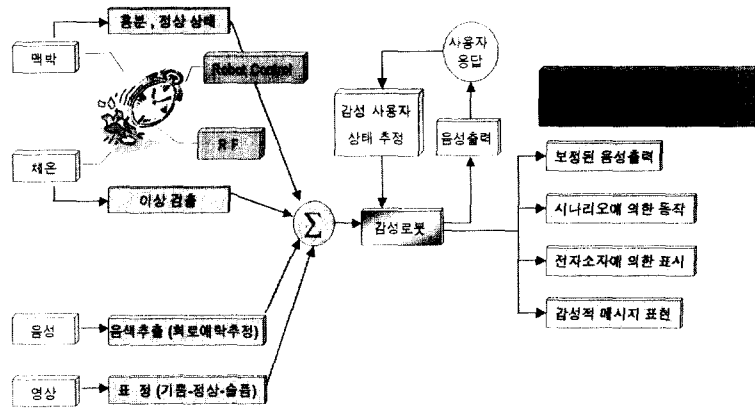 흥분 , 정상 상태
맥박
Robot Control
RF
체온
이상 검출
사용자
응답
감성 사용자
상태 추정
음성출력
Σ
감성로봇
보정된 음성출력
시나리오에 의한 동작
전자소자에 의한 표시
감성적 메시지 표현
음성
음색추출 (희로애락추정)
영상
표 정 (기쁨-정상-슬픔)